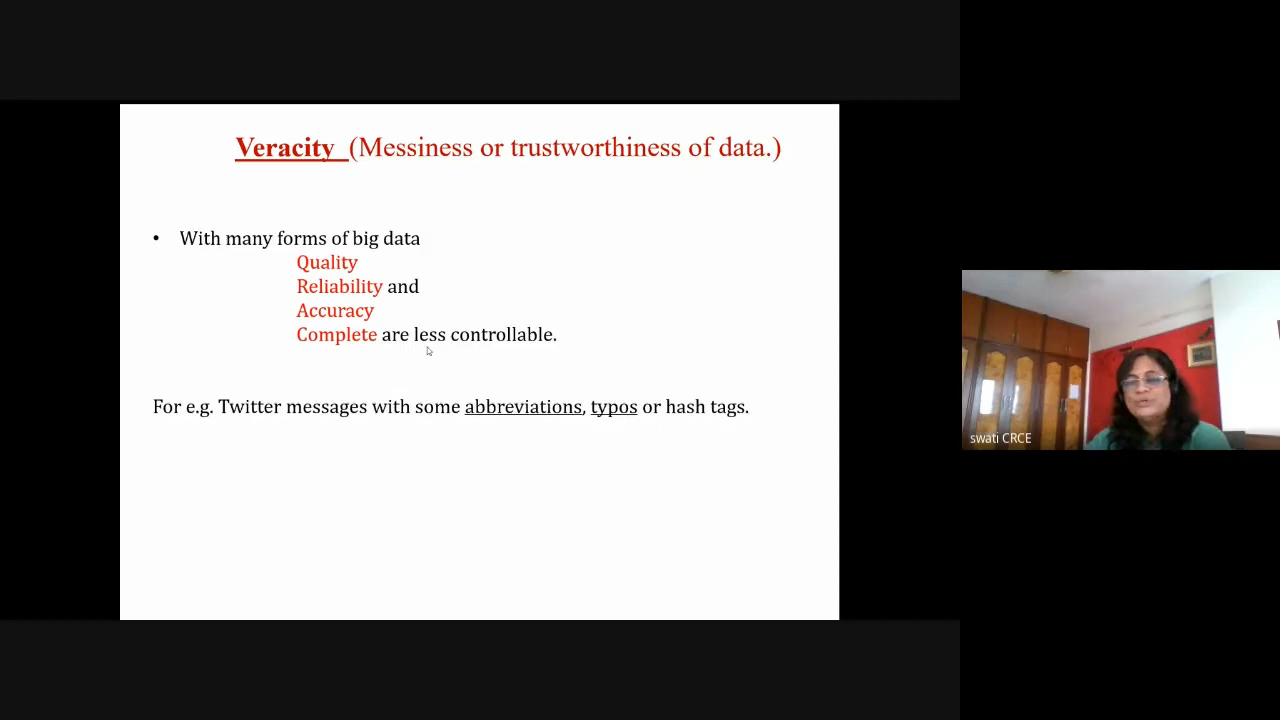 Veracity (Messiness or trustworthiness of data.)
• With many forms of big data
Quality
Reliability and
Accuracy
Complete are less controllable.
For e.g. Twitter messages with some abbreviations, typos or hash tags.
swati CRCE